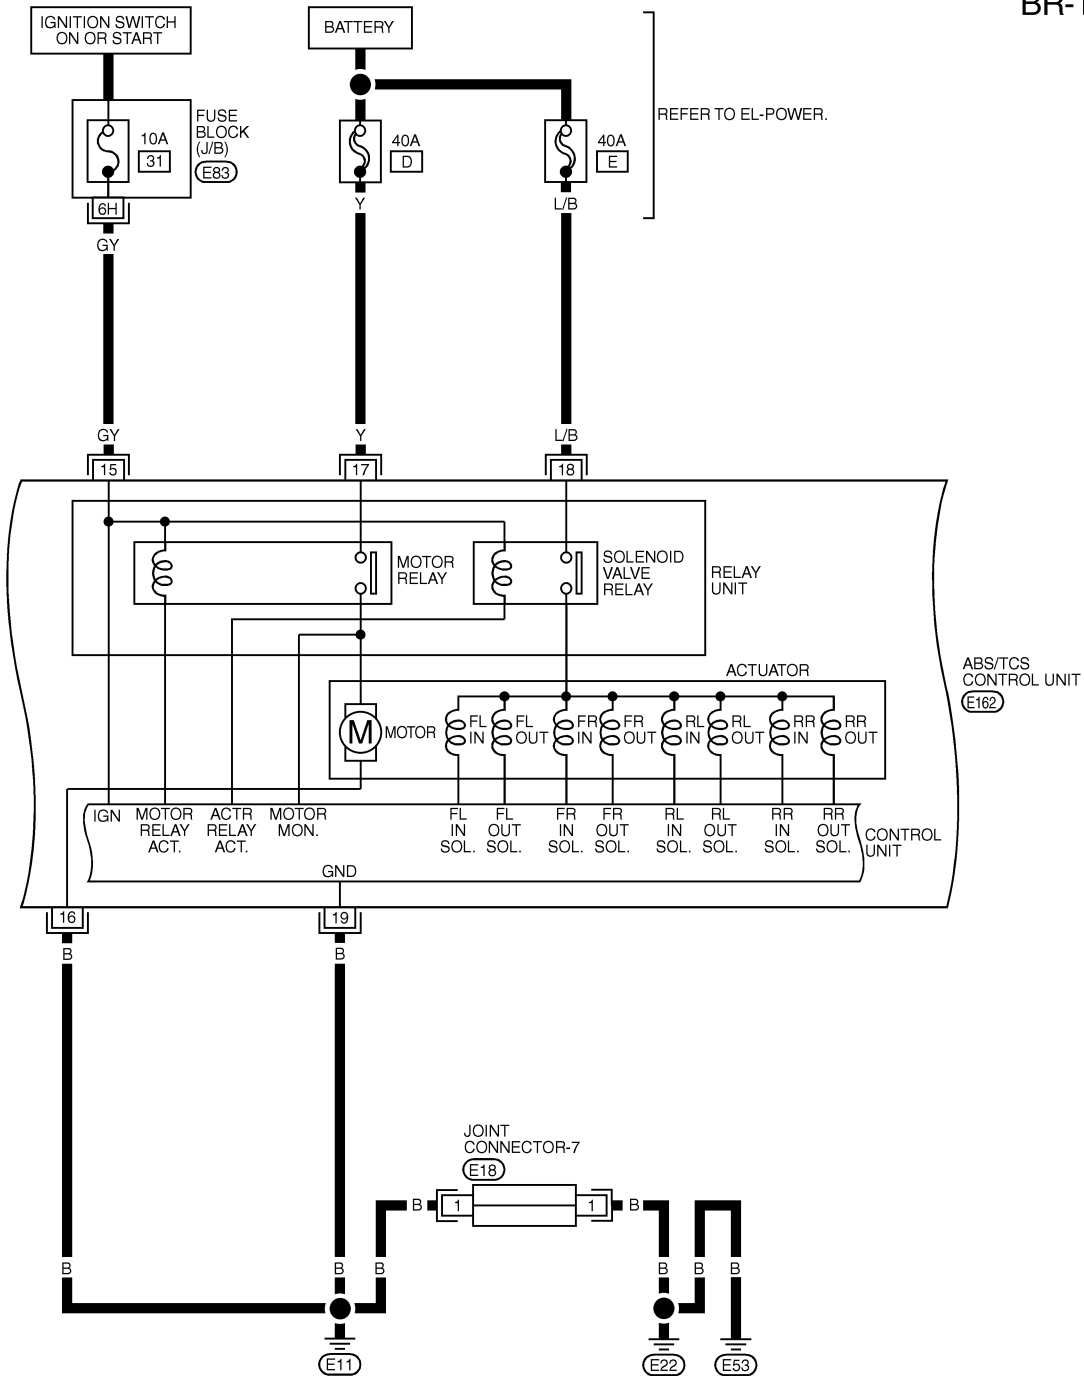 BR-
IGNITION SWITCH
ON OR START
BATTERY
REFER TO EL-POWER.
10A
31
FUSE
BLOCK
(J/B)
E83
40A
D
40A
E
6H
GY
Y
L/B
GY
Y
L/B
15
17
18
MOTOR
RELAY
SOLENOID
VALVE
RELAY
RELAY
UNIT
ACTUATOR
ABS/TCS
CONTROL UNIT
E162
M
MOTOR
FL
IN
FL
OUT
FR
IN
FR
OUT
RL
IN
RL
OUT
RR
IN
RR
OUT
IGN
MOTOR
RELAY
ACT.
ACTR
RELAY
ACT.
MOTOR
MON.
FL
IN
SOL.
FL
OUT
SOL.
FR
IN
SOL.
FR
OUT
SOL.
RL
IN
SOL.
RL
OUT
SOL.
RR
IN
SOL.
RR
OUT
SOL.
CONTROL
UNIT
GND
16
19
B
B
JOINT
CONNECTOR-7
E18
B
1
1
B
B
B
B
B
B
B
E11
E22
E53